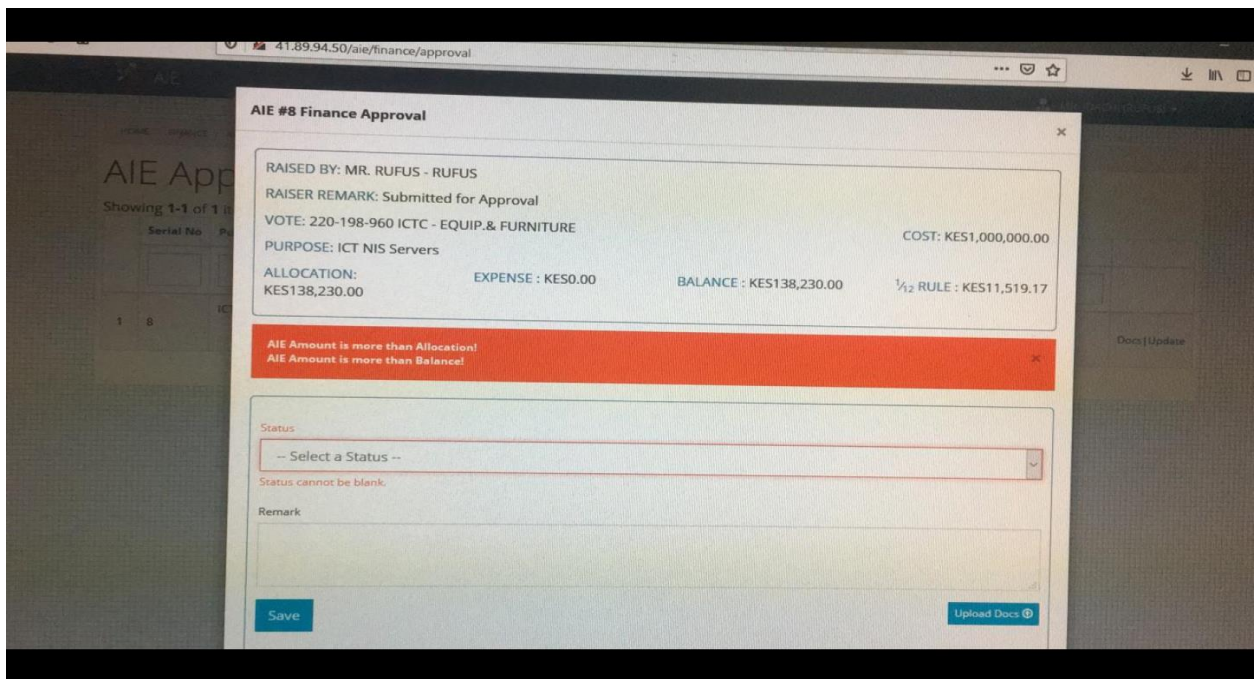 41.89.94.50/aie/finance/approval
AIE
HOME FINANCE
AIE App
Showing 1-1 of 1
Serial No
1 8
Docs|Update
AIE #8 Finance Approval
RAISED BY: MR. RUFUS - RUFUS
RAISER REMARK: Submitted for Approval
VOTE: 220-198-960 ICTC - EQUIP.& FURNITURE
COST: KES1,000,000.00
PURPOSE: ICT NIS Servers
ALLOCATION:
KES138,230.00
EXPENSE : KES0.00
BALANCE : KES138,230.00
1/12 RULE : KES11,519.17
AIE Amount is more than Allocation!
AIE Amount is more than Balance!
Status
-- Select a Status --
Status cannot be blank.
Remark
Save
Upload Docs